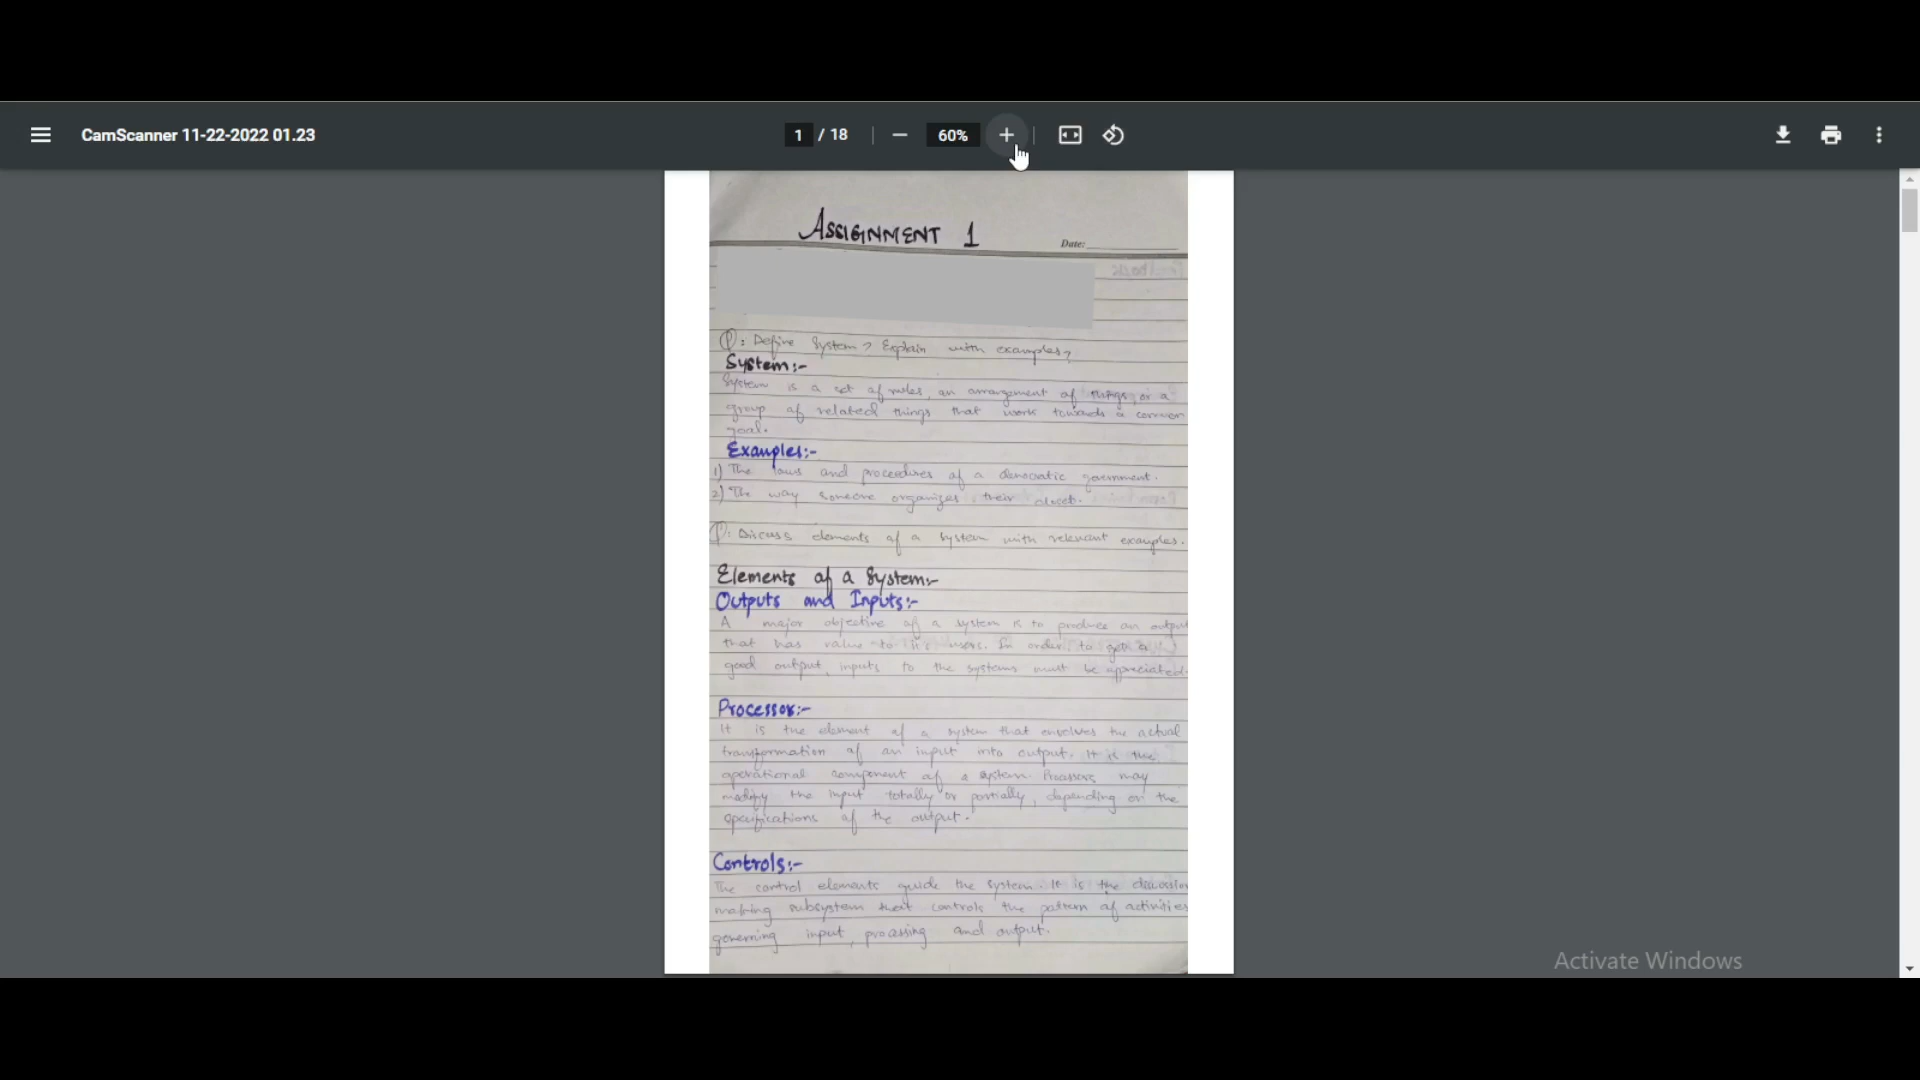 CamScanner 11-22-2022 01.23
1 / 18
60%
ASSIGNMENT 1
Date:
Q: Define System? Explain with examples?
System:-
System is a set of rules, an arrangement of things, or a
group of related things that work towards a common
goal.
Examples:-
1) The laws and proceedures of a democratic government.
2) The way someone organizes their closet.
Q: Discuss elements of a system with relevant examples.
Elements of a System:-
Outputs and Inputs:-
A major objective of a system is to produce an output
that has value to it's users. In order to get a
good output, inputs to the systems must be appreciated.
Processor:-
It is the element of a system that envolves the actual
transformation of an input into output. It is the
operational component of a system. Processors may
modify the input totally or partially, depending on the
specifications of the output.
Controls:-
The control elements guide the system. It is the
making subsystem that controls the pattern of activities
governing input, processing and output.
Activate Windows